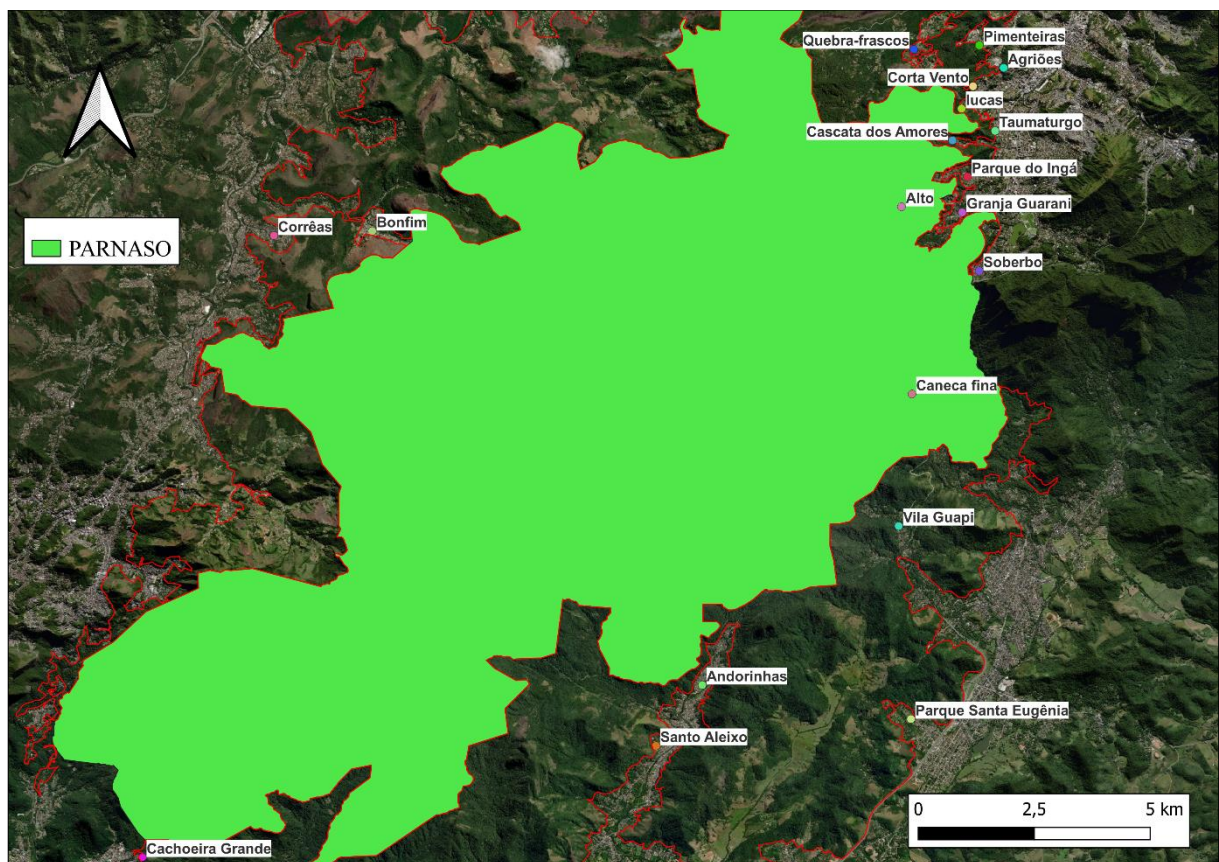 Quebra-frascos
Pimenteiras
Agriões
Corta Vento
lucas
Taumaturgo
Cascata dos Amores
Parque do Ingá
Alto
Granja Guarani
Corrêas
Bonfim
PARNASO
Soberbo
Caneca fina
Vila Guapi
Andorinhas
Parque Santa Eugênia
Santo Aleixo
0 2,5 5 km
Cachoeira Grande